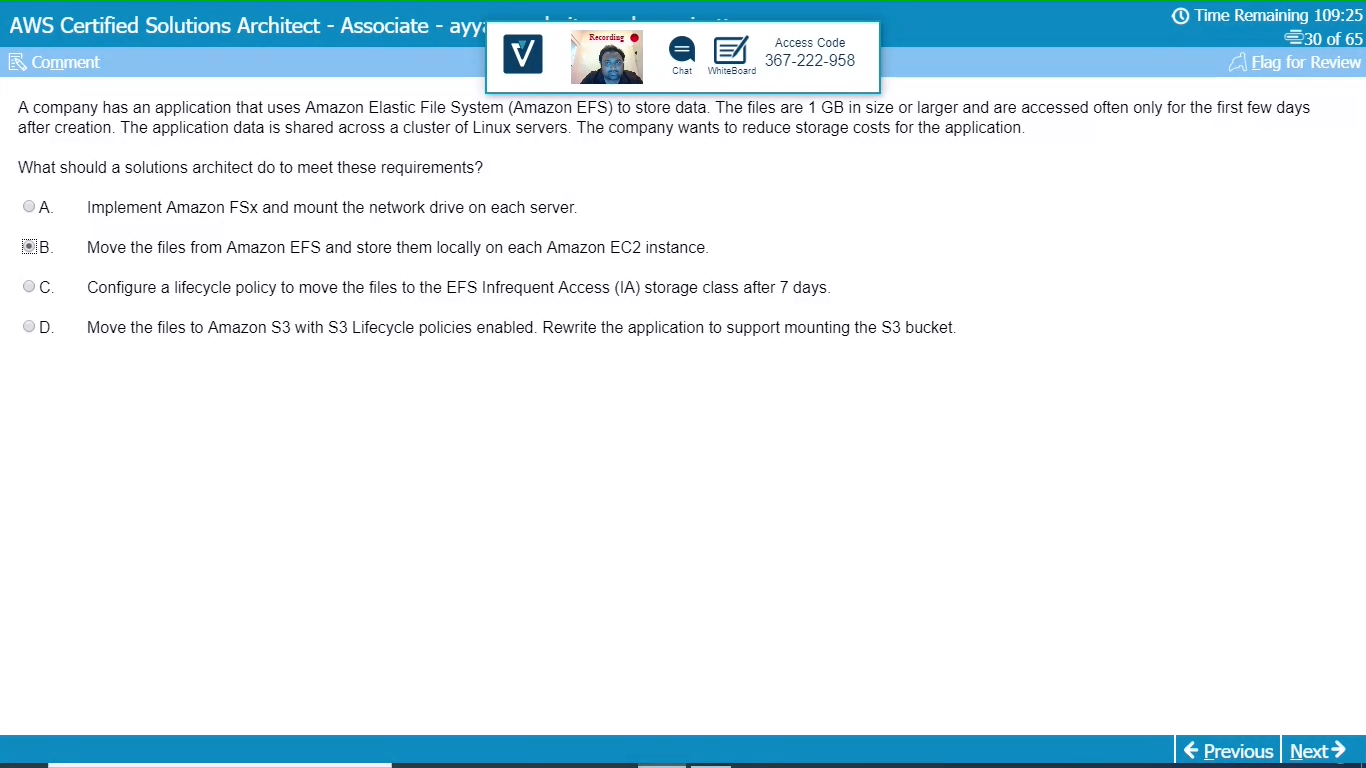 AWS Certified Solutions Architect - Associate - ayya
Time Remaining 109:25
30 of 65
Comment
Flag for Review
Recording
Chat
WhiteBoard
Access Code
367-222-958
A company has an application that uses Amazon Elastic File System (Amazon EFS) to store data. The files are 1 GB in size or larger and are accessed often only for the first few days
after creation. The application data is shared across a cluster of Linux servers. The company wants to reduce storage costs for the application.
What should a solutions architect do to meet these requirements?
A. Implement Amazon FSx and mount the network drive on each server.
B. Move the files from Amazon EFS and store them locally on each Amazon EC2 instance.
C. Configure a lifecycle policy to move the files to the EFS Infrequent Access (IA) storage class after 7 days.
D. Move the files to Amazon S3 with S3 Lifecycle policies enabled. Rewrite the application to support mounting the S3 bucket.
Previous
Next